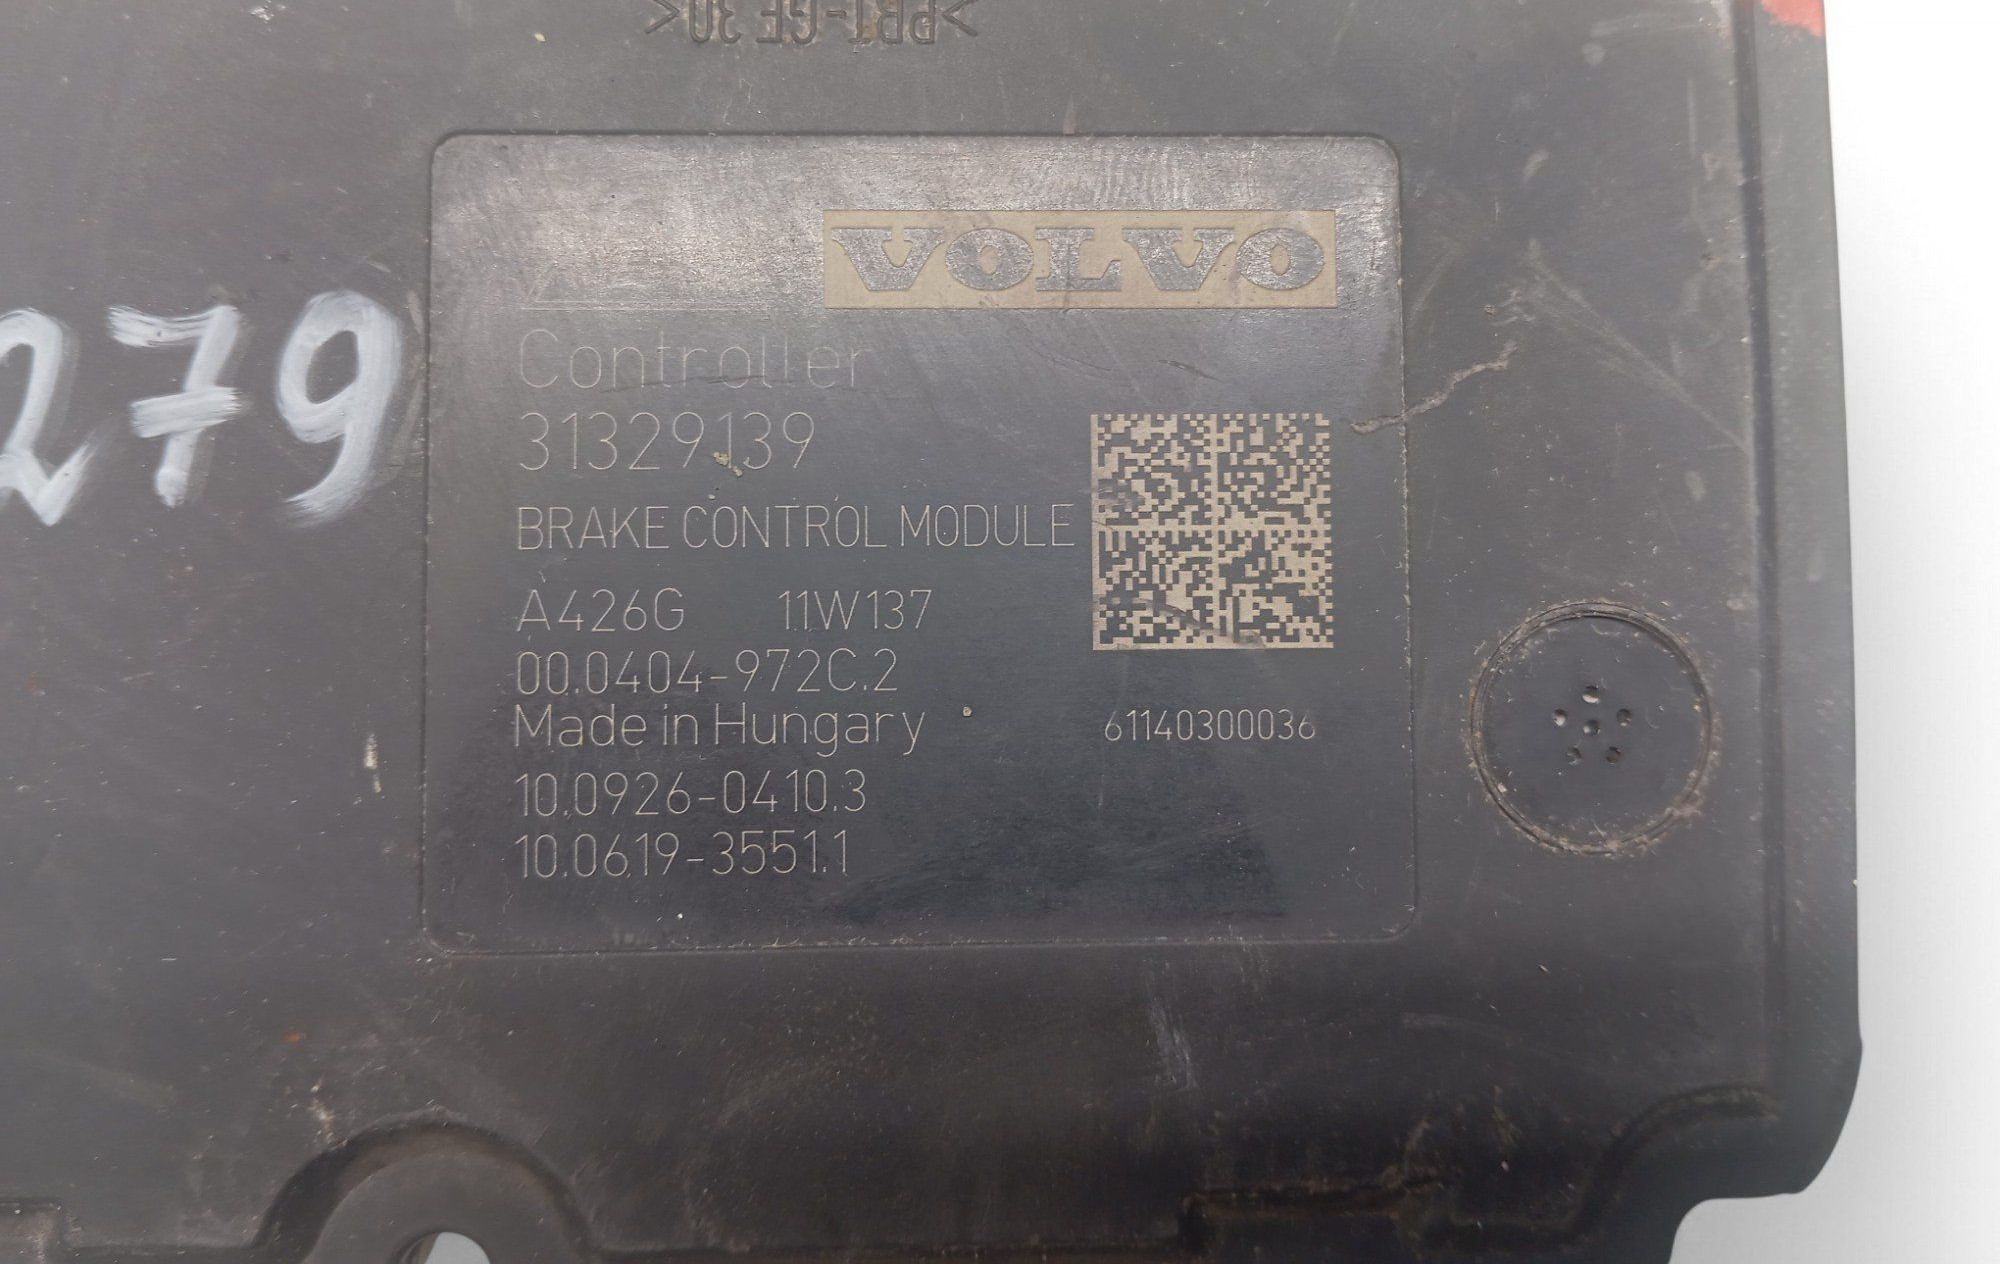 >PBT-GF 30<
VOLVO
Controller
31329139
BRAKE CONTROL MODULE
A426G 11W137
00.0404-972C.2
Made in Hungary
61140300036
10.0926-0410.3
10.0619-3551.1
279